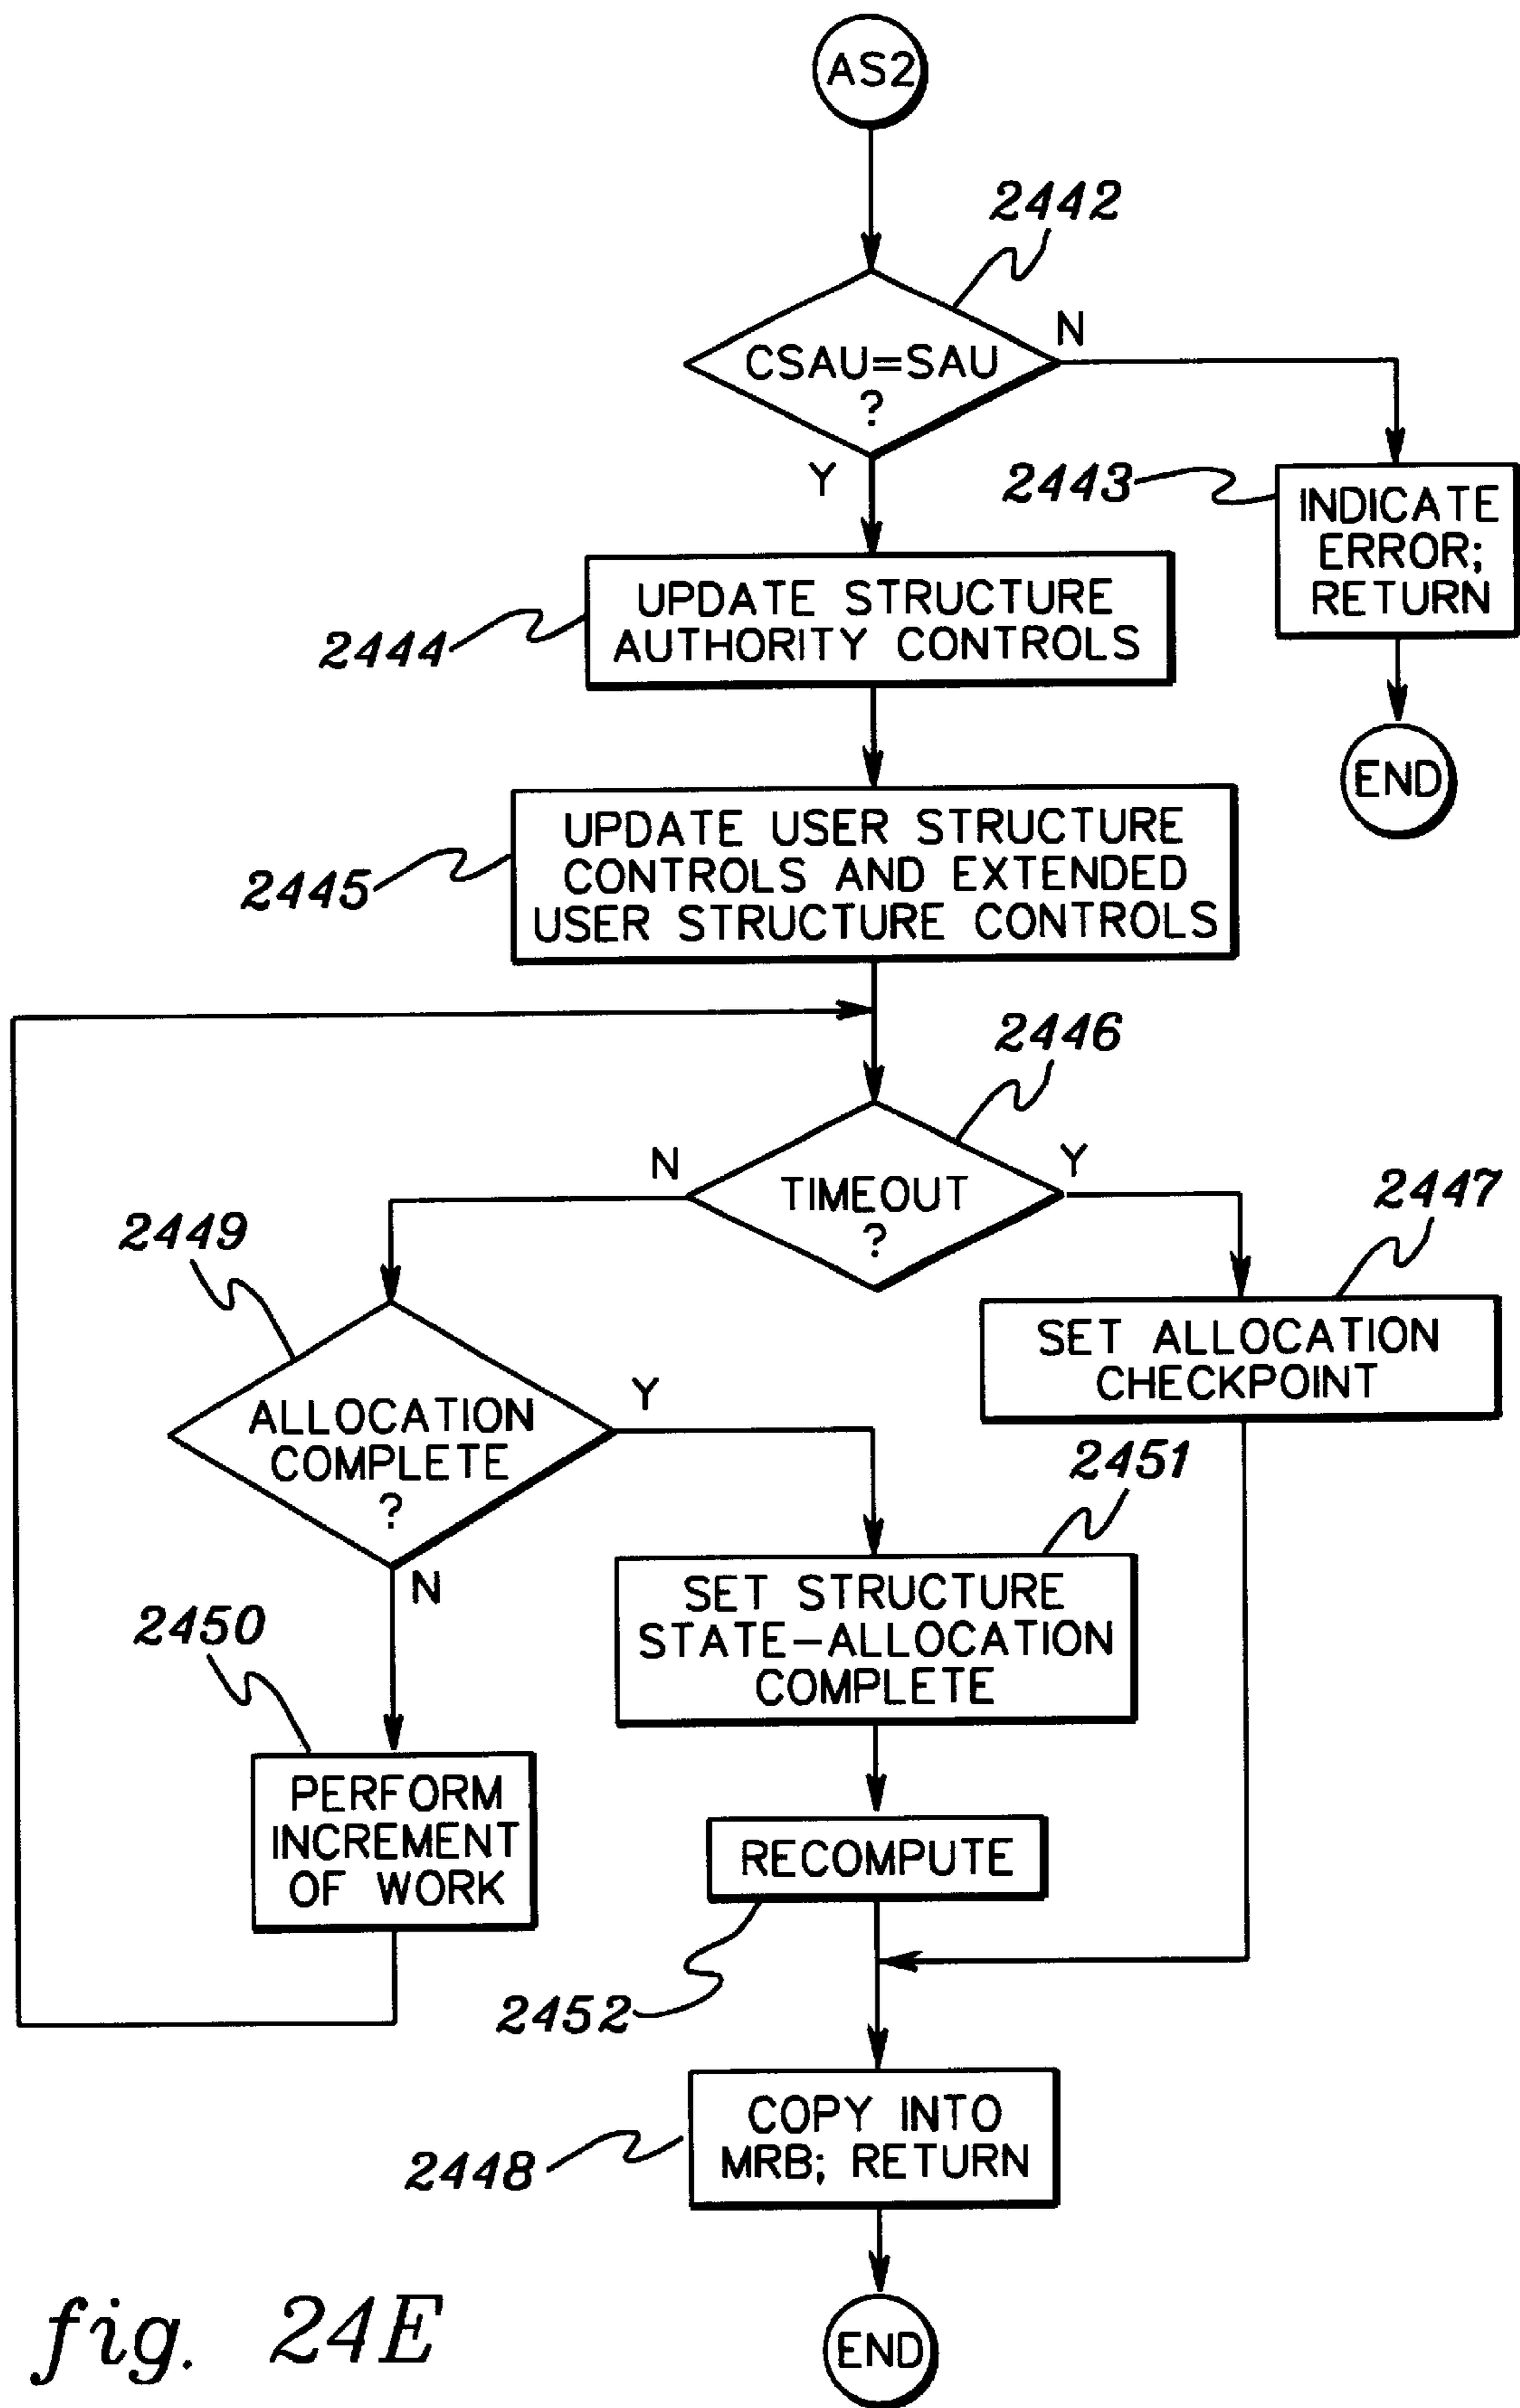 AS2
2442
CSAU=SAU
?
N
Y
2443
INDICATE
ERROR;
RETURN
END
2444
UPDATE STRUCTURE
AUTHORITY CONTROLS
2445
UPDATE USER STRUCTURE
CONTROLS AND EXTENDED
USER STRUCTURE CONTROLS
2446
TIMEOUT
?
N
Y
2447
SET ALLOCATION
CHECKPOINT
2449
ALLOCATION
COMPLETE
?
Y
N
2451
SET STRUCTURE
STATE-ALLOCATION
COMPLETE
2450
PERFORM
INCREMENT
OF WORK
RECOMPUTE
2452
COPY INTO
MRB; RETURN
2448
END
fig. 24E